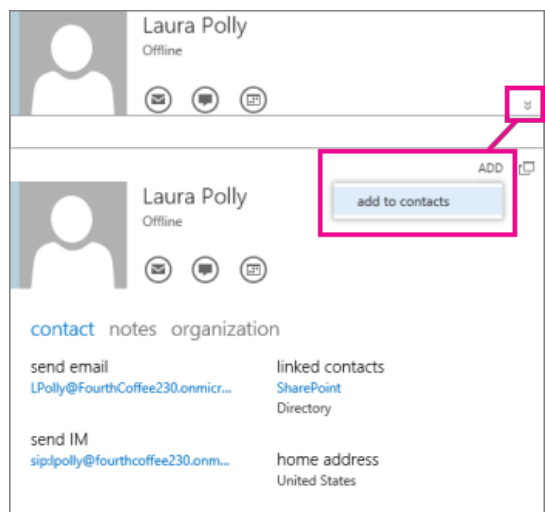 Laura Polly
Offline
ADD
add to contacts
Laura Polly
Offline
contact notes organization
send email
LPolly@FourthCoffee230.onmicr...
linked contacts
SharePoint
Directory
send IM
sip:lpolly@fourthcoffee230.onm...
home address
United States